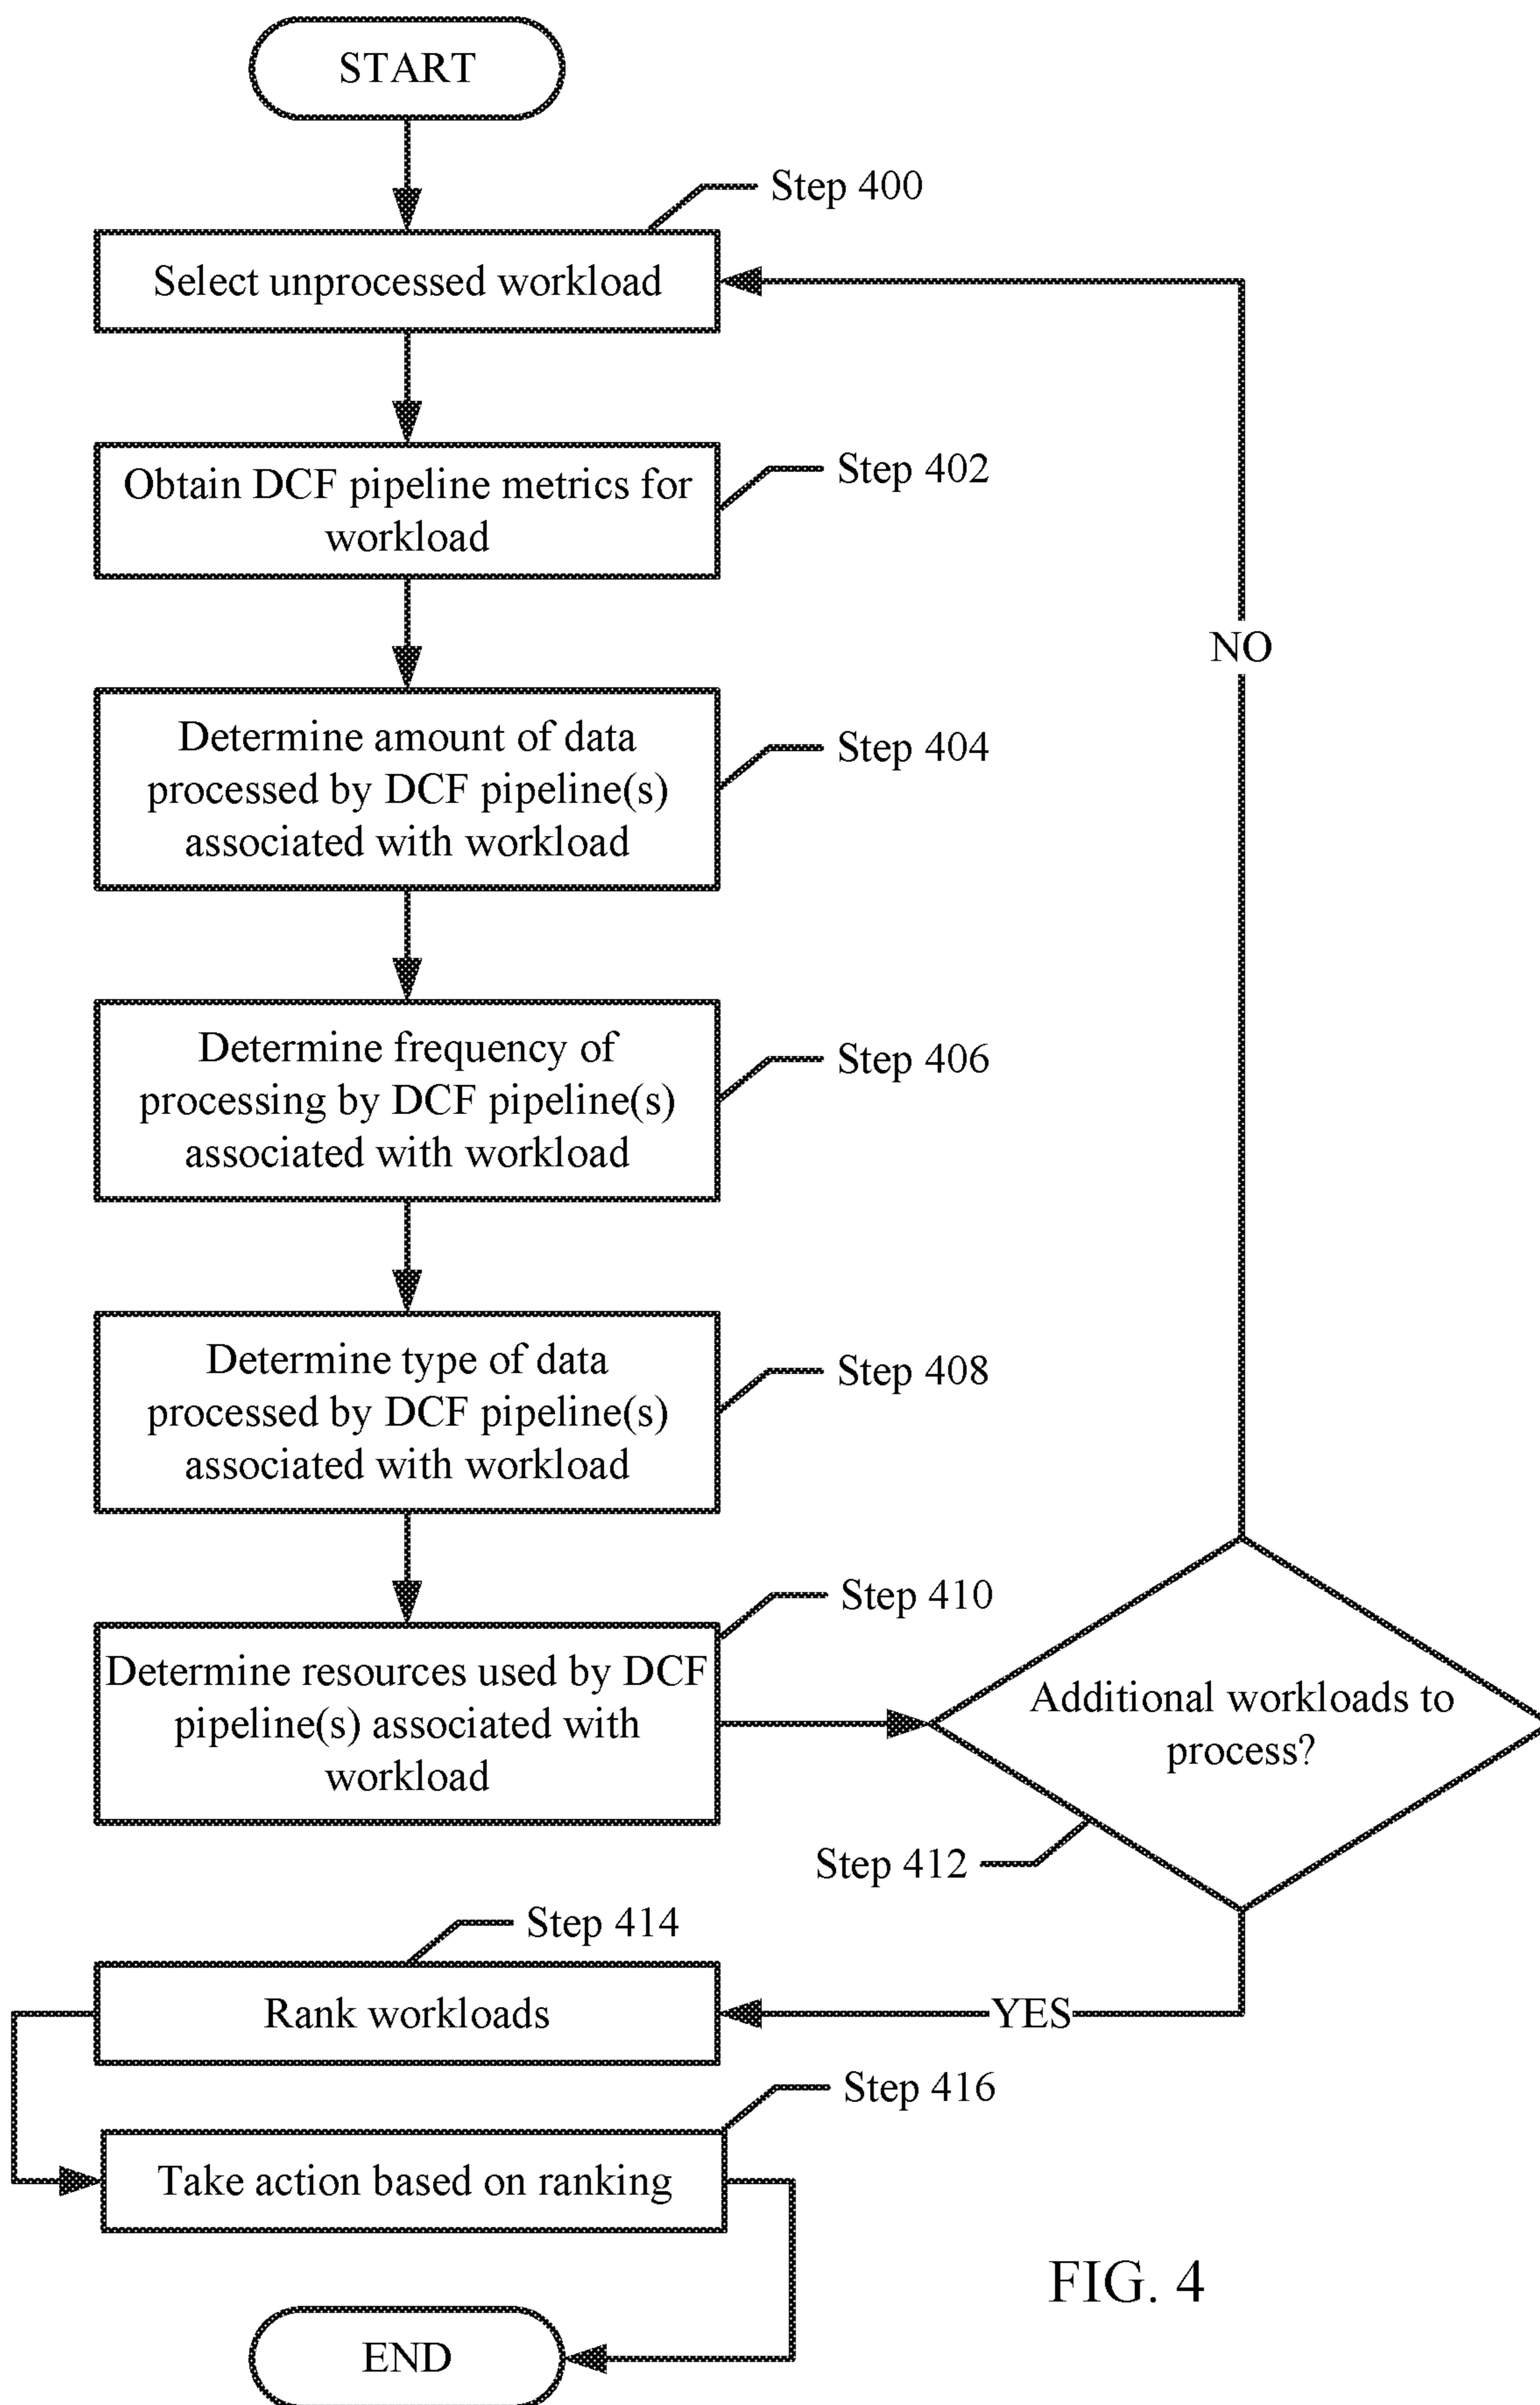 START
Step 400
Select unprocessed workload
Obtain DCF pipeline metrics for
workload
Step 402
NO
Determine amount of data
processed by DCF pipeline(s)
associated with workload
Step 404
Determine frequency of
processing by DCF pipeline(s)
associated with workload
Step 406
Determine type of data
processed by DCF pipeline(s)
associated with workload
Step 408
Step 410
Determine resources used by DCF
pipeline(s) associated with
workload
Additional workloads to
process?
Step 412
YES
Step 414
Rank workloads
Step 416
Take action based on ranking
END
FIG. 4